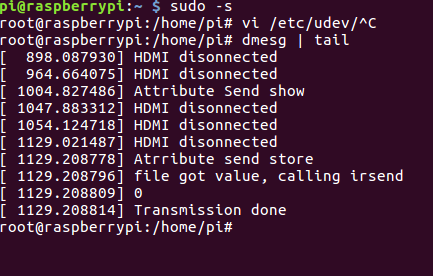 pi@raspberrypi:~ $ sudo -s
root@raspberrypi:/home/pi# vi /etc/udev/^C
root@raspberrypi:/home/pi# dmesg | tail
[  898.087930] HDMI disonnected
[  964.664075] HDMI disonnected
[ 1004.827486] Attribute Send show
[ 1047.883312] HDMI disonnected
[ 1054.124718] HDMI disonnected
[ 1129.021487] HDMI disonnected
[ 1129.208778] Atrribute send store
[ 1129.208796] file got value, calling irsend
[ 1129.208809] 0
[ 1129.208814] Transmission done
root@raspberrypi:/home/pi#